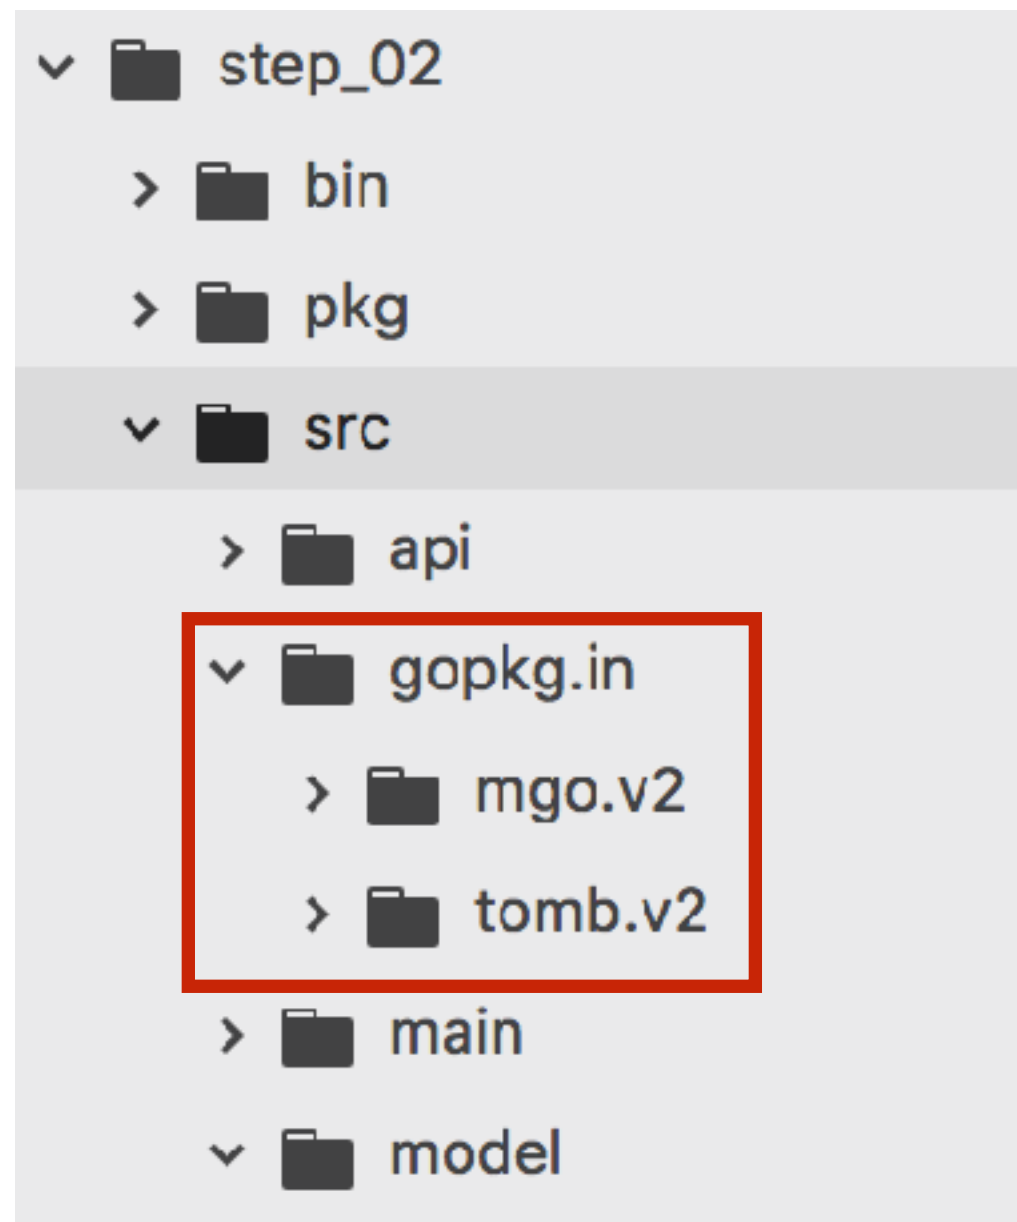 step_02
bin
pkg
src
api
gopkg.in
mgo.v2
tomb.v2
main
model